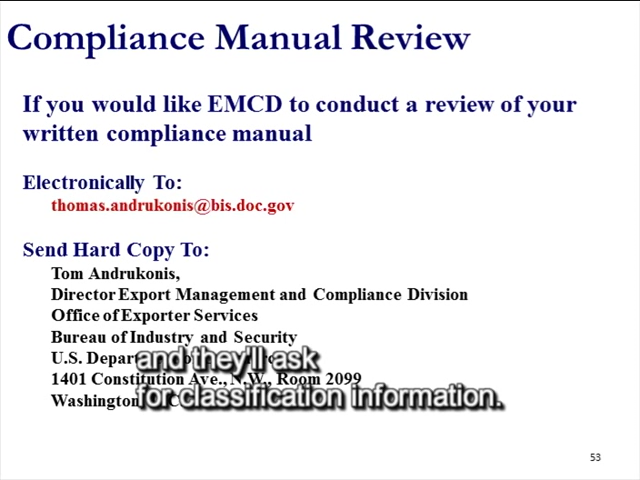 Compliance Manual Review
If you would like EMCD to conduct a review of your
written compliance manual
Electronically To:
thomas.andrukonis@bis.doc.gov
Send Hard Copy To:
Tom Andrukonis,
Director Export Management and Compliance Division
Office of Exporter Services
Bureau of Industry and Security
U.S.
and they'll ask
1401 Constitution Ave., N.W., Room 2099
Washington
for classification information.
53